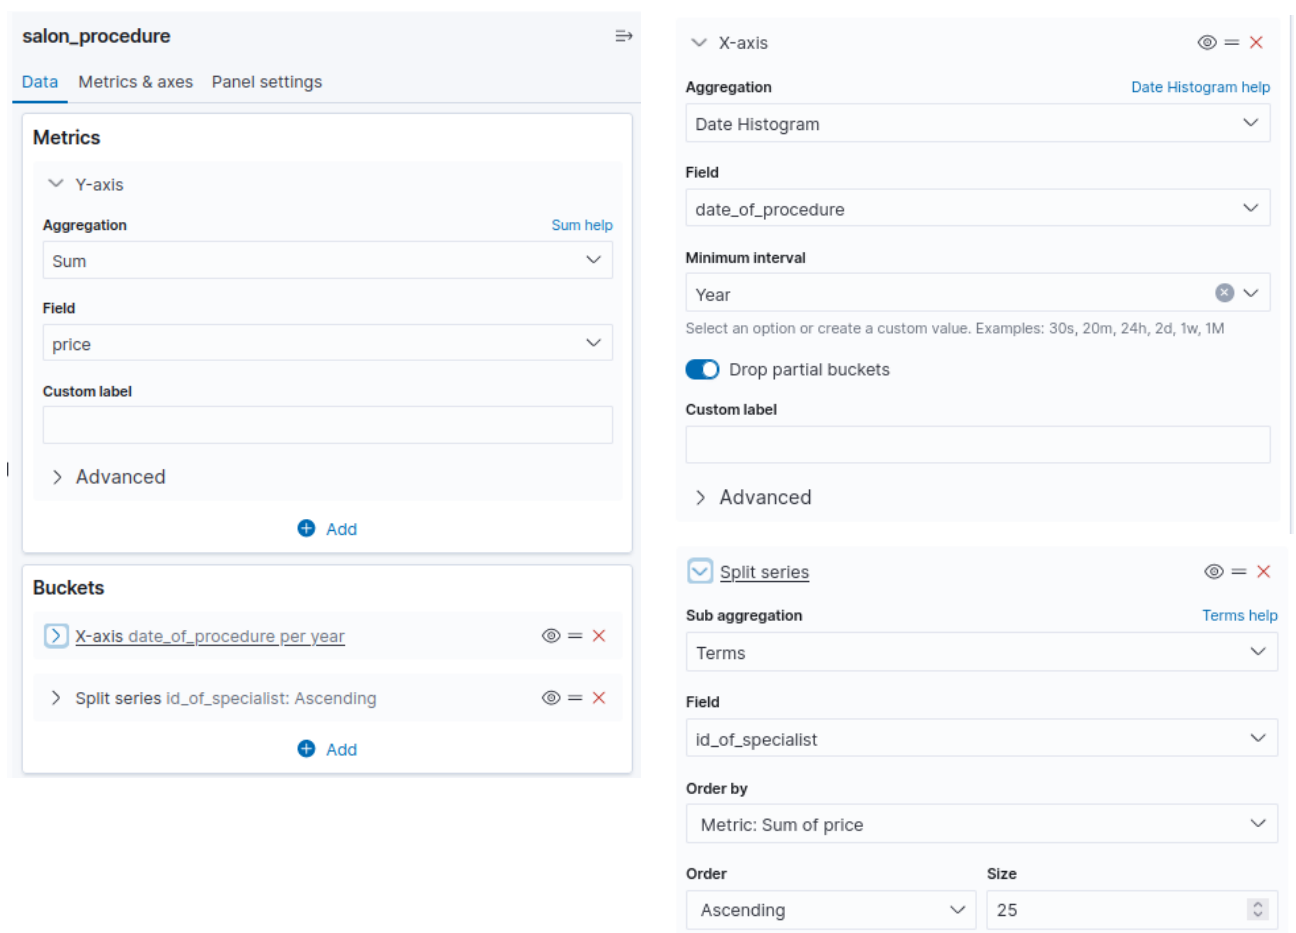 salon_procedure
Data Metrics & axes Panel settings
Metrics
Y-axis
Aggregation Sum help
Sum
Field
price
Custom label
Advanced
Add
Buckets
X-axis date_of_procedure per year
Split series id_of_specialist: Ascending
Add
X-axis
Aggregation Date Histogram help
Date Histogram
Field
date_of_procedure
Minimum interval
Year
Select an option or create a custom value. Examples: 30s, 20m, 24h, 2d, 1w, 1M
Drop partial buckets
Custom label
Advanced
Split series
Sub aggregation Terms help
Terms
Field
id_of_specialist
Order by
Metric: Sum of price
Order Size
Ascending 25